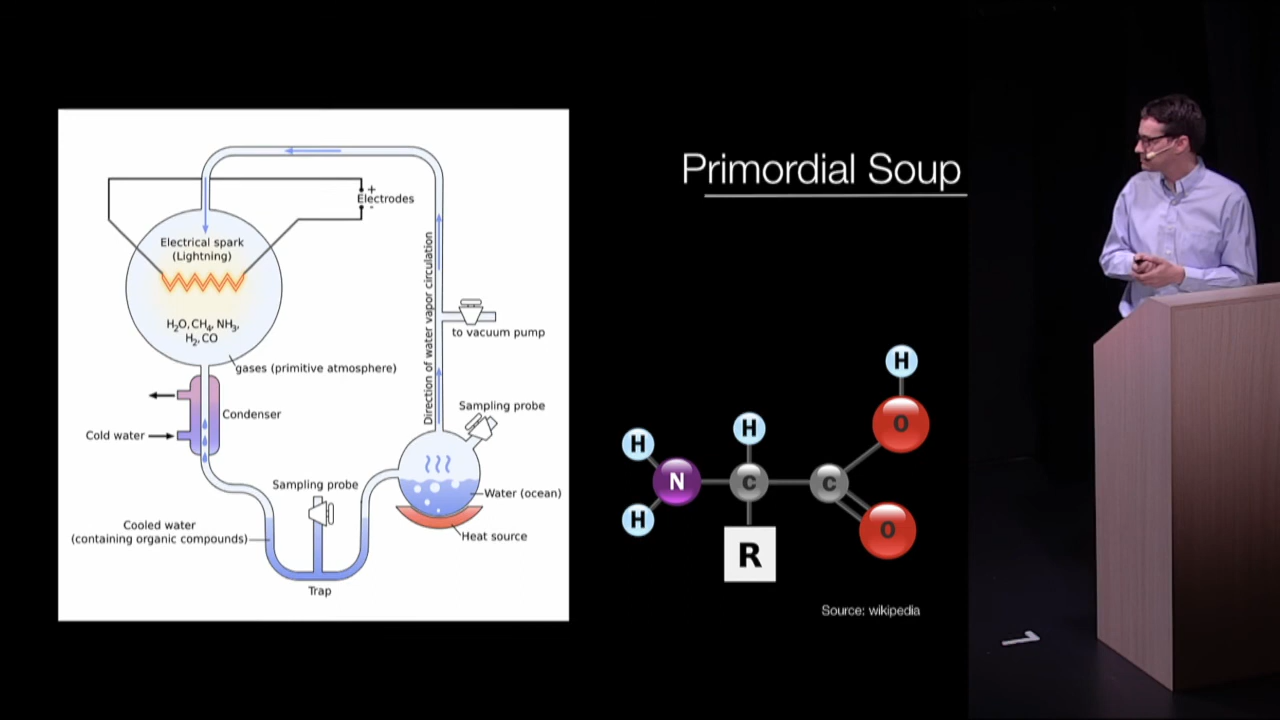 Primordial Soup
+
Electrodes
-
Electrical spark
(Lightning)
H₂O, CH₄, NH₃,
H₂, CO
gases (primitive atmosphere)
Direction of water vapor circulation
to vacuum pump
Condenser
Cold water
Sampling probe
Sampling probe
Water (ocean)
Cooled water
(containing organic compounds)
Heat source
Trap
H
O
H
H
N
C
C
H
O
R
Source: wikipedia